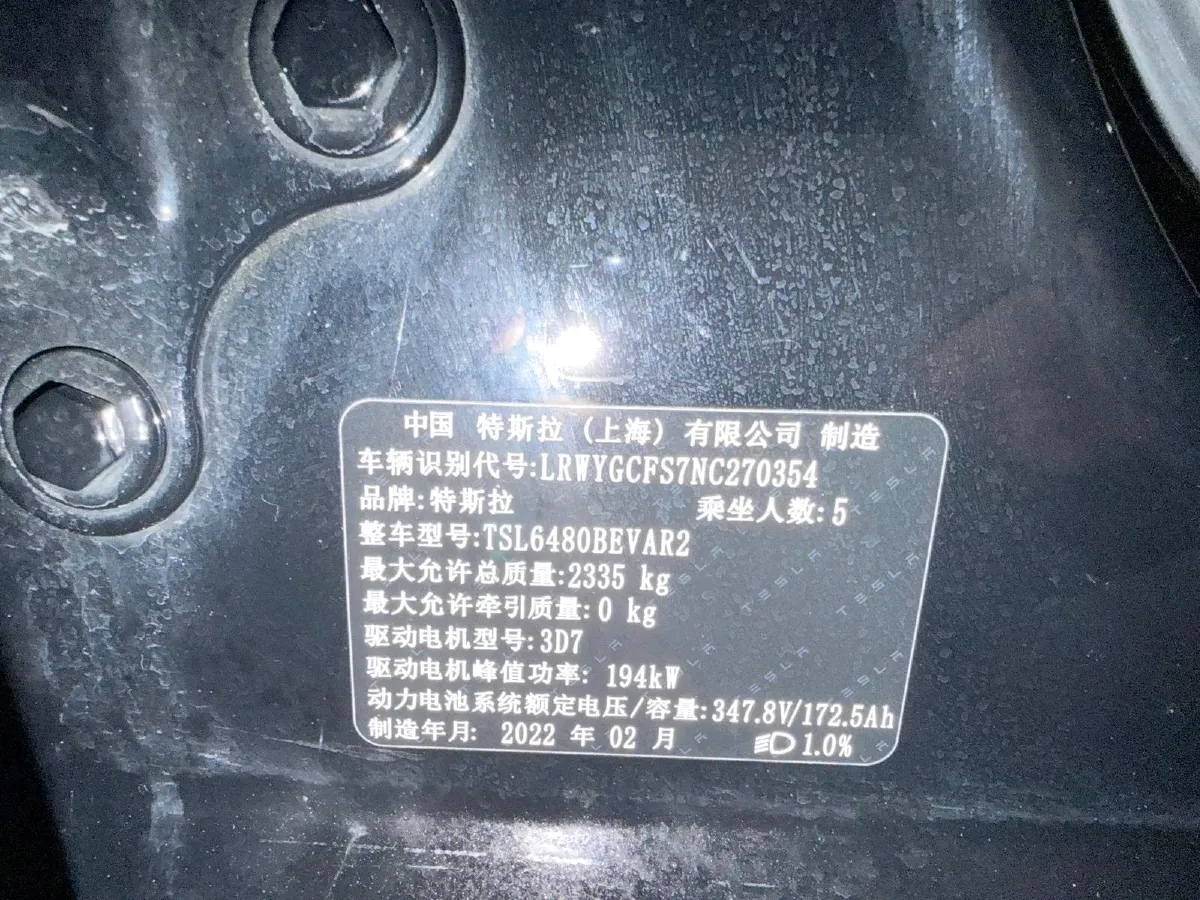 中国 特斯拉（上海）有限公司 制造
车辆识别代号:LRWYGCFS7NC270354
品牌:特斯拉 乘坐人数:5
整车型号:TSL6480BEVAR2
最大允许总质量:2335 kg
最大允许牵引质量:0 kg
驱动电机型号:3D7
驱动电机峰值功率: 194kW
动力电池系统额定电压/容量:347.8V/172.5Ah
制造年月: 2022 年 02 月 1.0%
TESLA